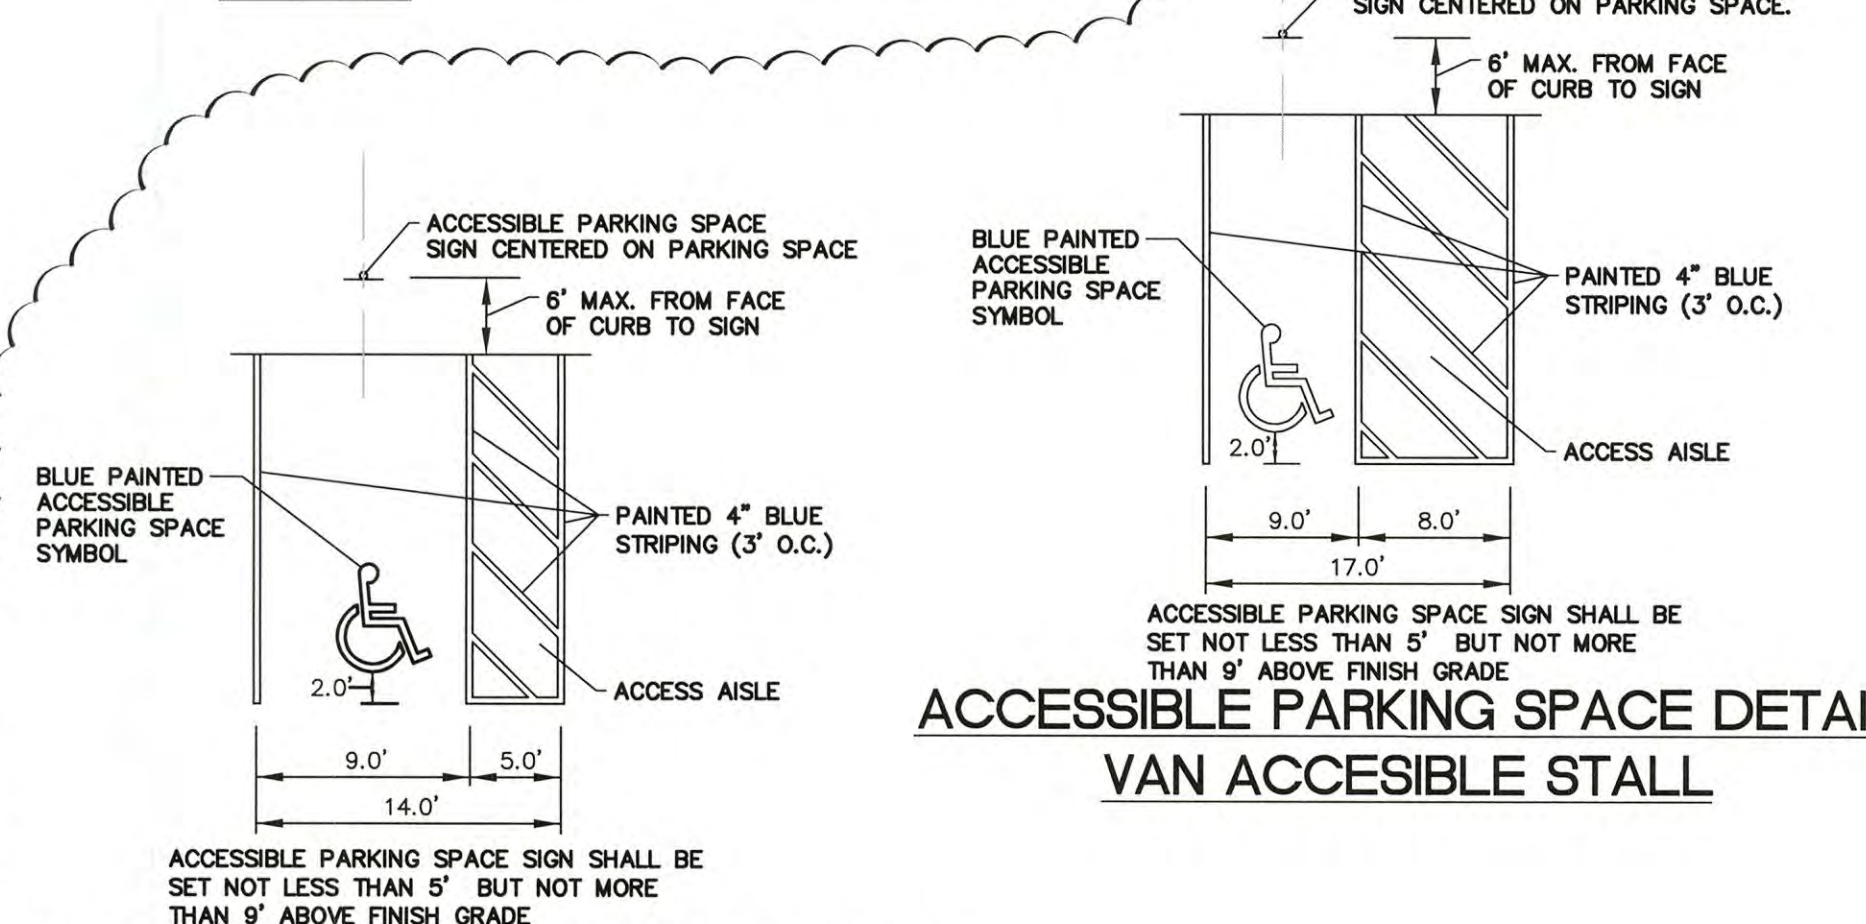 SIGN CENTERED ON PARKING SPACE.
6' MAX. FROM FACE
OF CURB TO SIGN
ACCESSIBLE PARKING SPACE
SIGN CENTERED ON PARKING SPACE
6' MAX. FROM FACE
OF CURB TO SIGN
BLUE PAINTED
ACCESSIBLE
PARKING SPACE
SYMBOL
PAINTED 4" BLUE
STRIPING (3' O.C.)
2.0'
ACCESS AISLE
9.0'
5.0'
14.0'
ACCESSIBLE PARKING SPACE SIGN SHALL BE
SET NOT LESS THAN 5' BUT NOT MORE
THAN 9' ABOVE FINISH GRADE
BLUE PAINTED
ACCESSIBLE
PARKING SPACE
SYMBOL
PAINTED 4" BLUE
STRIPING (3' O.C.)
2.0'
ACCESS AISLE
9.0'
8.0'
17.0'
ACCESSIBLE PARKING SPACE SIGN SHALL BE
SET NOT LESS THAN 5' BUT NOT MORE
THAN 9' ABOVE FINISH GRADE
ACCESSIBLE PARKING SPACE DETAI
VAN ACCESIBLE STALL